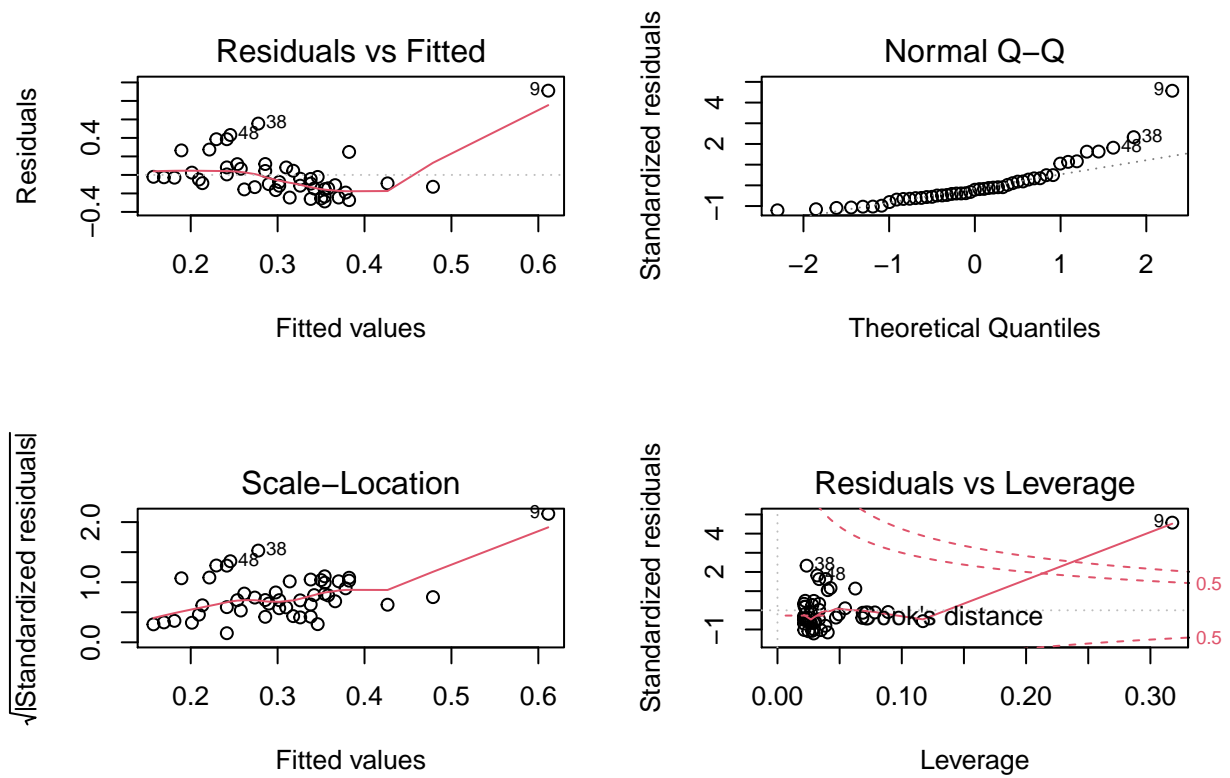 Residuals vs Fitted
Residuals
0.4
−0.4
9
38
48
0.2 0.3 0.4 0.5 0.6
Fitted values
Normal Q−Q
Standardized residuals
4
2
−1
9
38
48
−2 −1 0 1 2
Theoretical Quantiles
Scale−Location
√|Standardized residuals|
2.0
1.0
0.0
9
38
48
0.2 0.3 0.4 0.5 0.6
Fitted values
Residuals vs Leverage
Standardized residuals
4
2
−1
9
38
48
ok's distance
0.5
0.5
0.00 0.10 0.20 0.30
Leverage